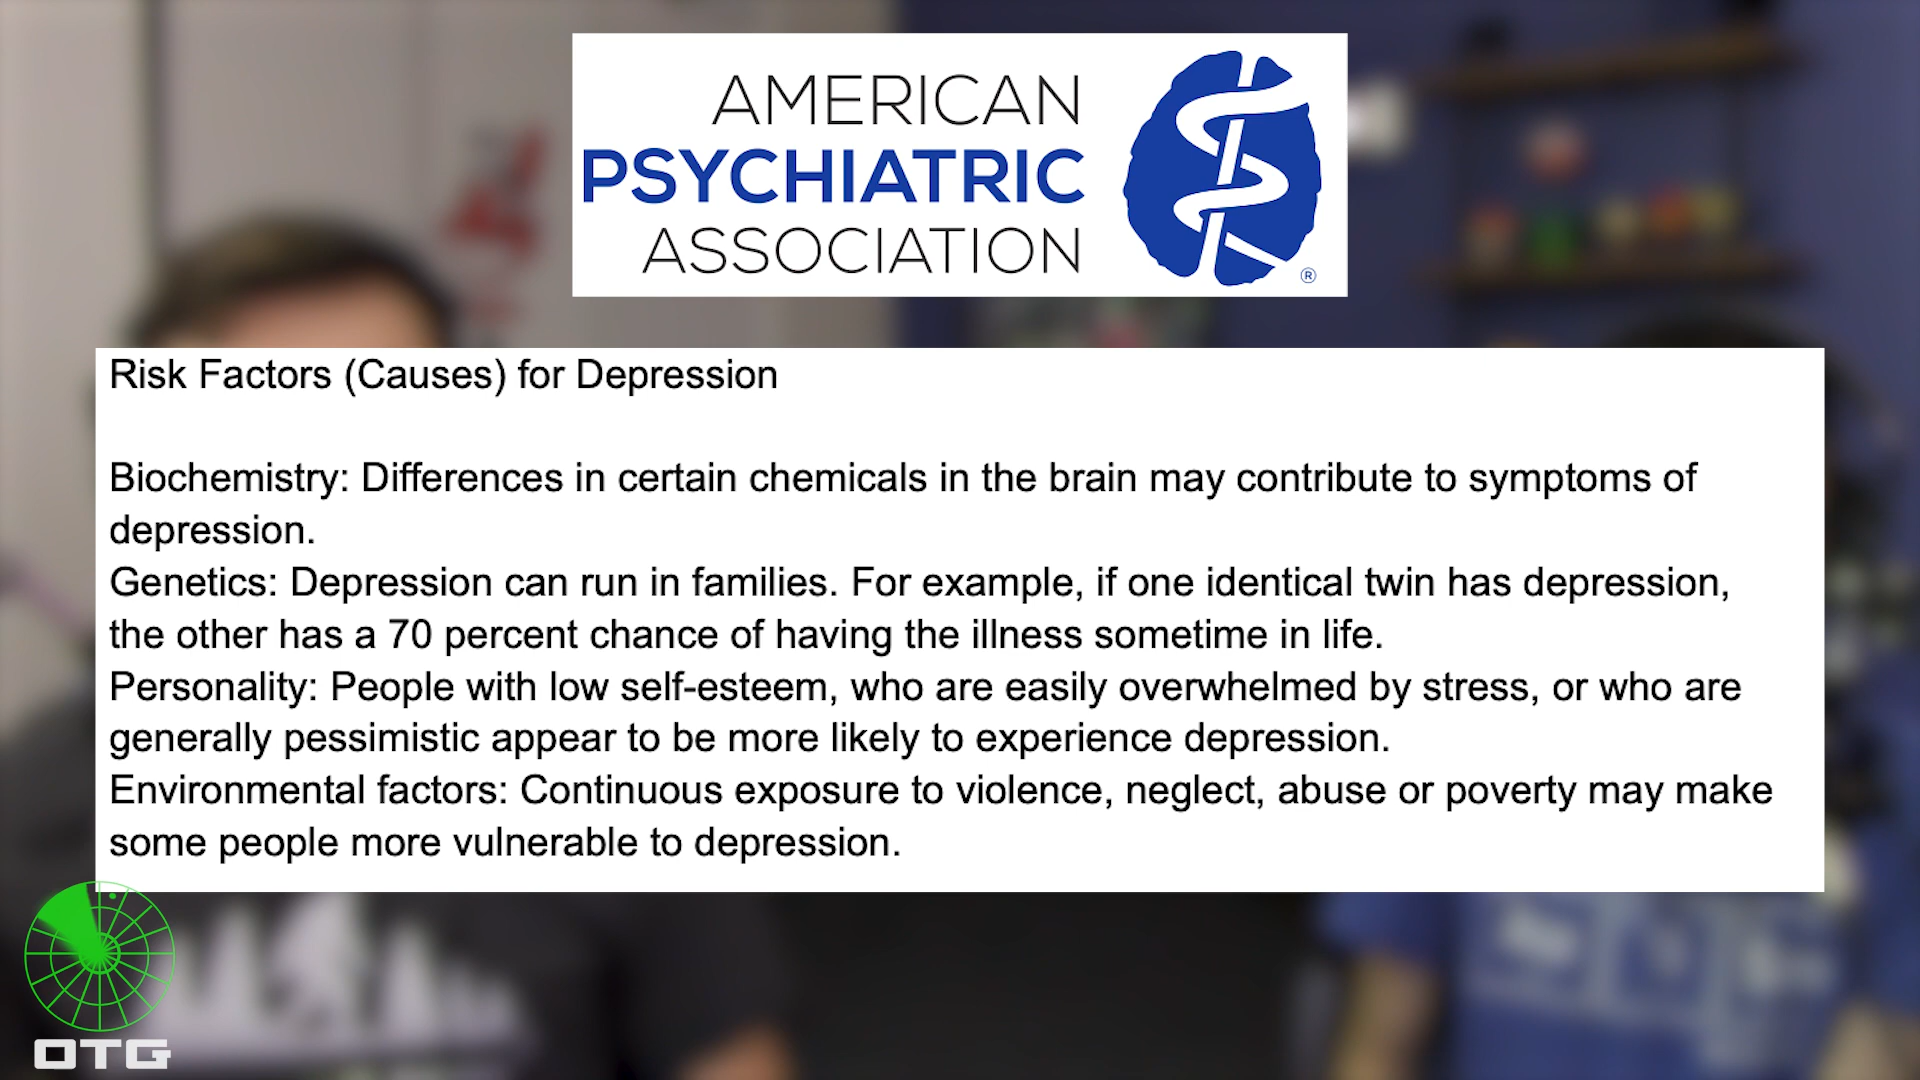 AMERICAN
PSYCHIATRIC
ASSOCIATION
®
Risk Factors (Causes) for Depression
Biochemistry: Differences in certain chemicals in the brain may contribute to symptoms of
depression.
Genetics: Depression can run in families. For example, if one identical twin has depression,
the other has a 70 percent chance of having the illness sometime in life.
Personality: People with low self-esteem, who are easily overwhelmed by stress, or who are
generally pessimistic appear to be more likely to experience depression.
Environmental factors: Continuous exposure to violence, neglect, abuse or poverty may make
some people more vulnerable to depression.
OTG